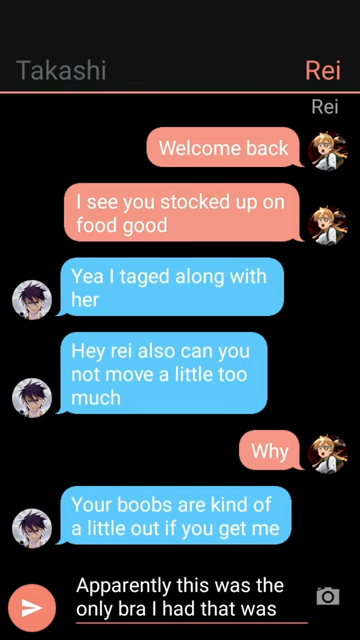 Takashi
Rei
Rei
Welcome back
I see you stocked up on
food good
Yea I taged along with
her
Hey rei also can you
not move a little too
much
Why
Your boobs are kind of
a little out if you get me
Apparently this was the
only bra I had that was